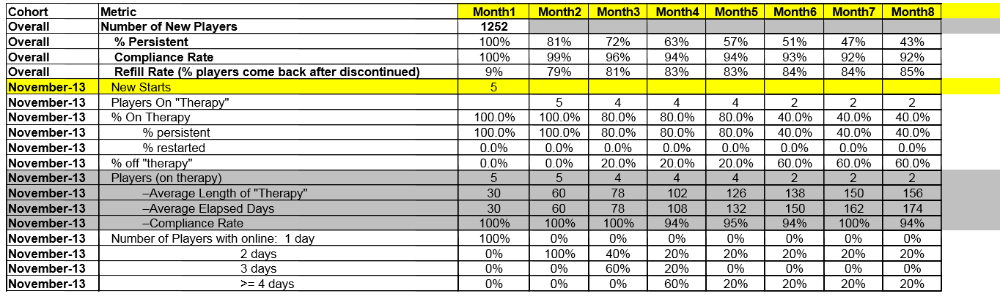 Cohort Metric Month1 Month2 Month3 Month4 Month5 Month6 Month7 Month8
Overall Number of New Players 1252
Overall % Persistent 100% 81% 72% 63% 57% 51% 47% 43%
Overall Compliance Rate 100% 99% 96% 94% 94% 93% 92% 92%
Overall Refill Rate (% players come back after discontinued) 9% 79% 81% 83% 83% 84% 84% 85%
November-13 New Starts 5
November-13 Players On "Therapy" 5 4 4 4 2 2 2
November-13 % On Therapy 100.0% 100.0% 80.0% 80.0% 80.0% 40.0% 40.0% 40.0%
November-13 % persistent 100.0% 100.0% 80.0% 80.0% 80.0% 40.0% 40.0% 40.0%
November-13 % restarted 0.0% 0.0% 0.0% 0.0% 0.0% 0.0% 0.0% 0.0%
November-13 % off "therapy" 0.0% 0.0% 20.0% 20.0% 20.0% 60.0% 60.0% 60.0%
November-13 Players (on therapy) 5 5 4 4 4 2 2 2
November-13 –Average Length of "Therapy" 30 60 78 102 126 138 150 156
November-13 –Average Elapsed Days 30 60 78 108 132 150 162 174
November-13 –Compliance Rate 100% 100% 100% 94% 95% 94% 100% 94%
November-13 Number of Players with online: 1 day 100% 0% 0% 0% 0% 0% 0% 0%
November-13 2 days 0% 100% 40% 20% 20% 20% 20% 20%
November-13 3 days 0% 0% 60% 20% 0% 0% 0% 0%
November-13 >= 4 days 0% 0% 0% 60% 20% 20% 20% 20%